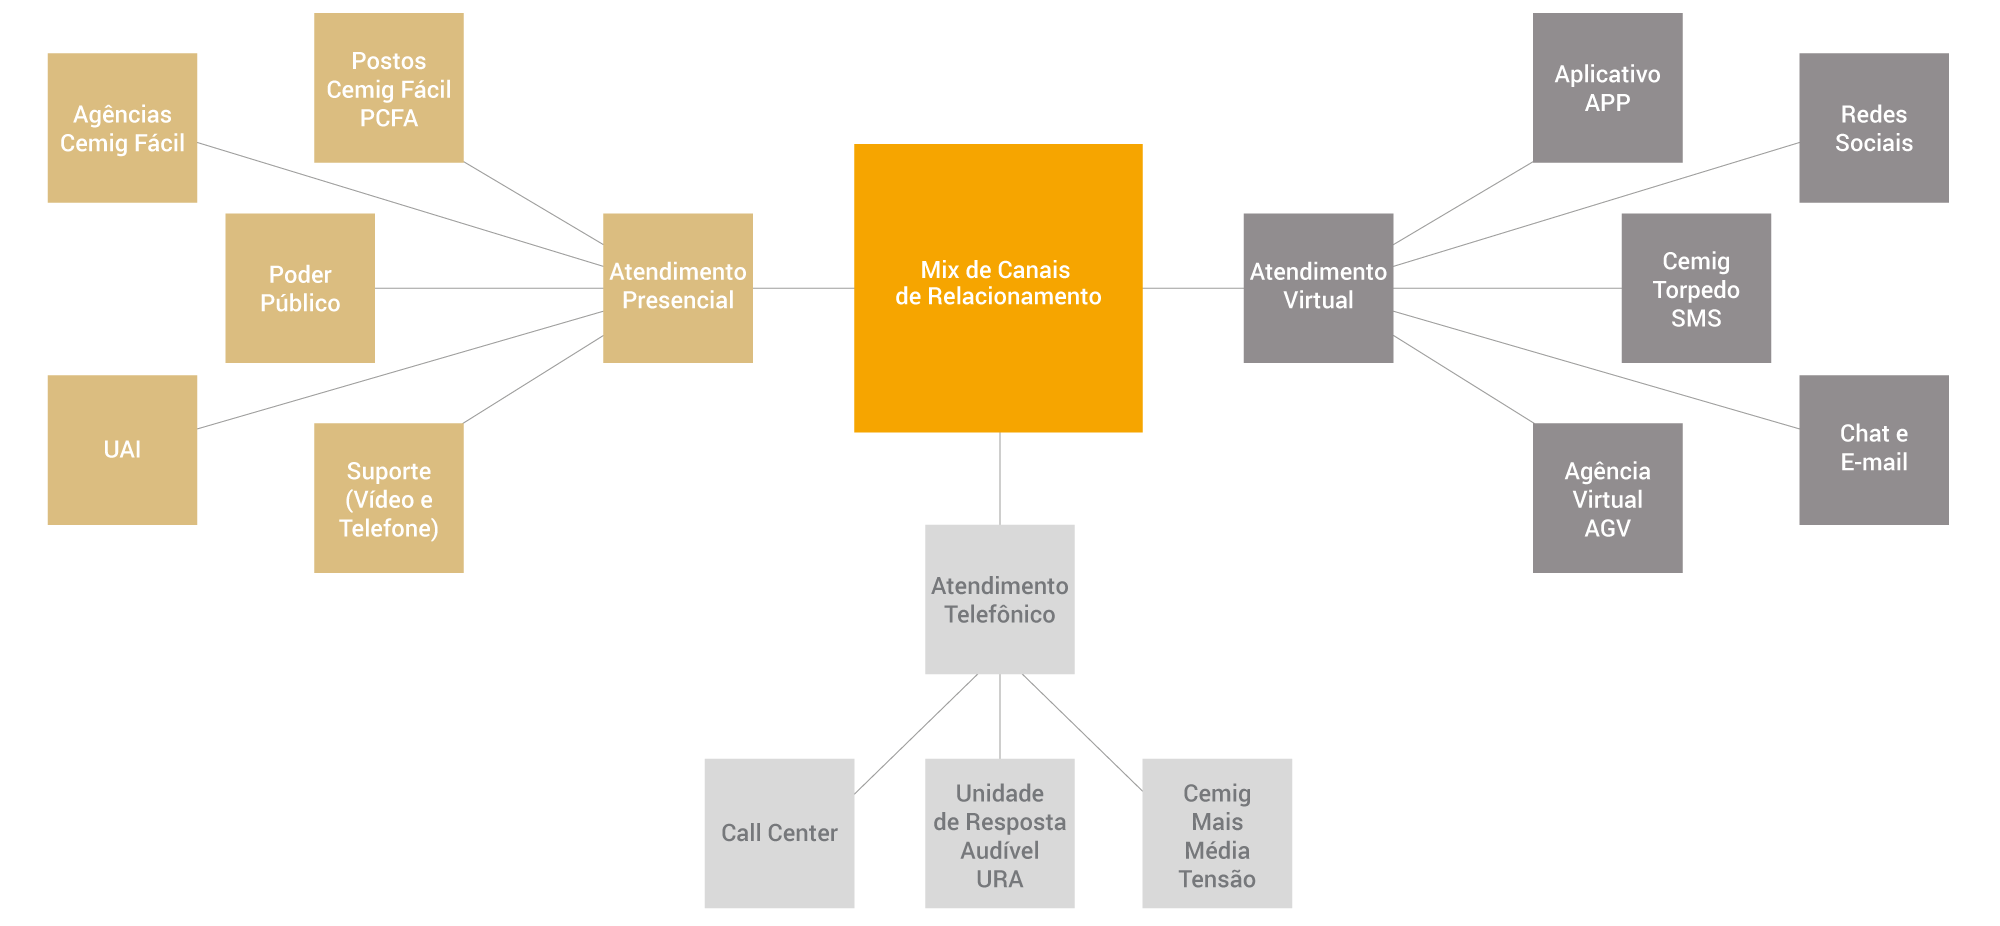 Postos
Cemig Fácil
PCFA
Agências
Cemig Fácil
Poder
Público
UAI
Suporte
(Vídeo e
Telefone)
Atendimento
Presencial
Mix de Canais
de Relacionamento
Atendimento
Virtual
Aplicativo
APP
Redes
Sociais
Cemig
Torpedo
SMS
Chat e
E-mail
Agência
Virtual
AGV
Atendimento
Telefônico
Call Center
Unidade
de Resposta
Audível
URA
Cemig
Mais
Média
Tensão